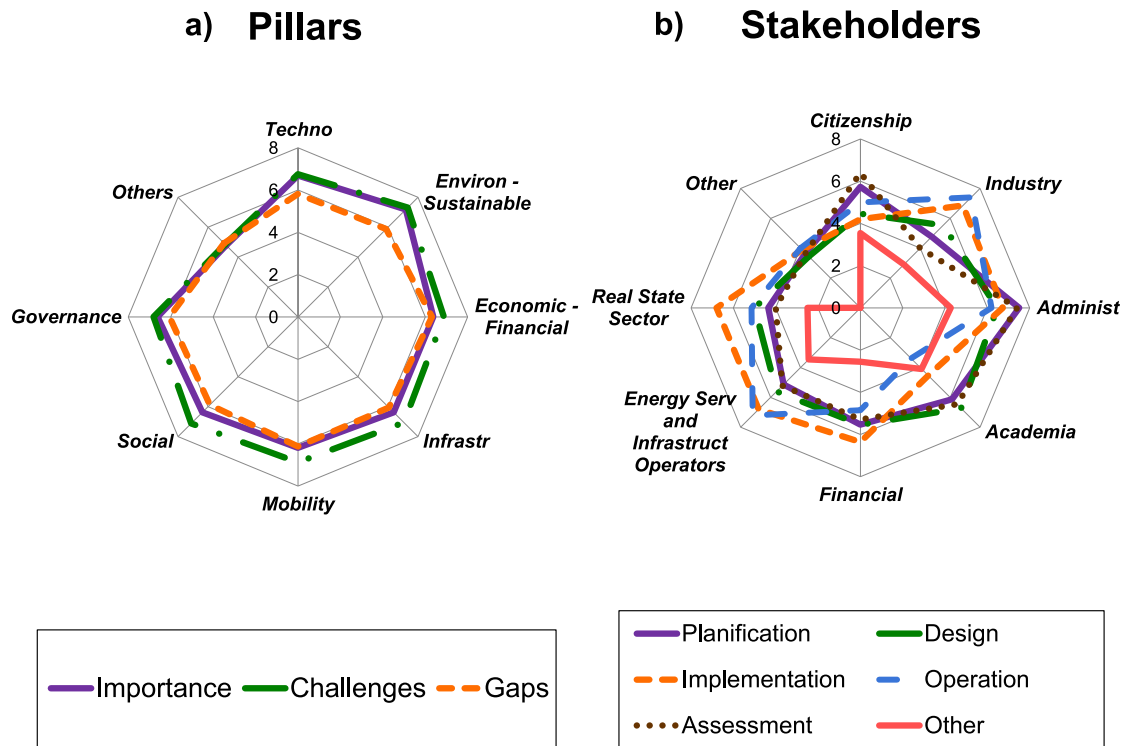 a) Pillars
Techno
8
6
4
2
0
Others
Environ -
Sustainable
Governance
Economic -
Financial
Social
Infrastr
Mobility
Importance Challenges Gaps
b) Stakeholders
Citizenship
8
6
4
2
0
Other
Industry
Real State
Sector
Administ
Energy Serv
and
Infrastruct
Operators
Academia
Financial
Planification Design
Implementation Operation
Assessment Other